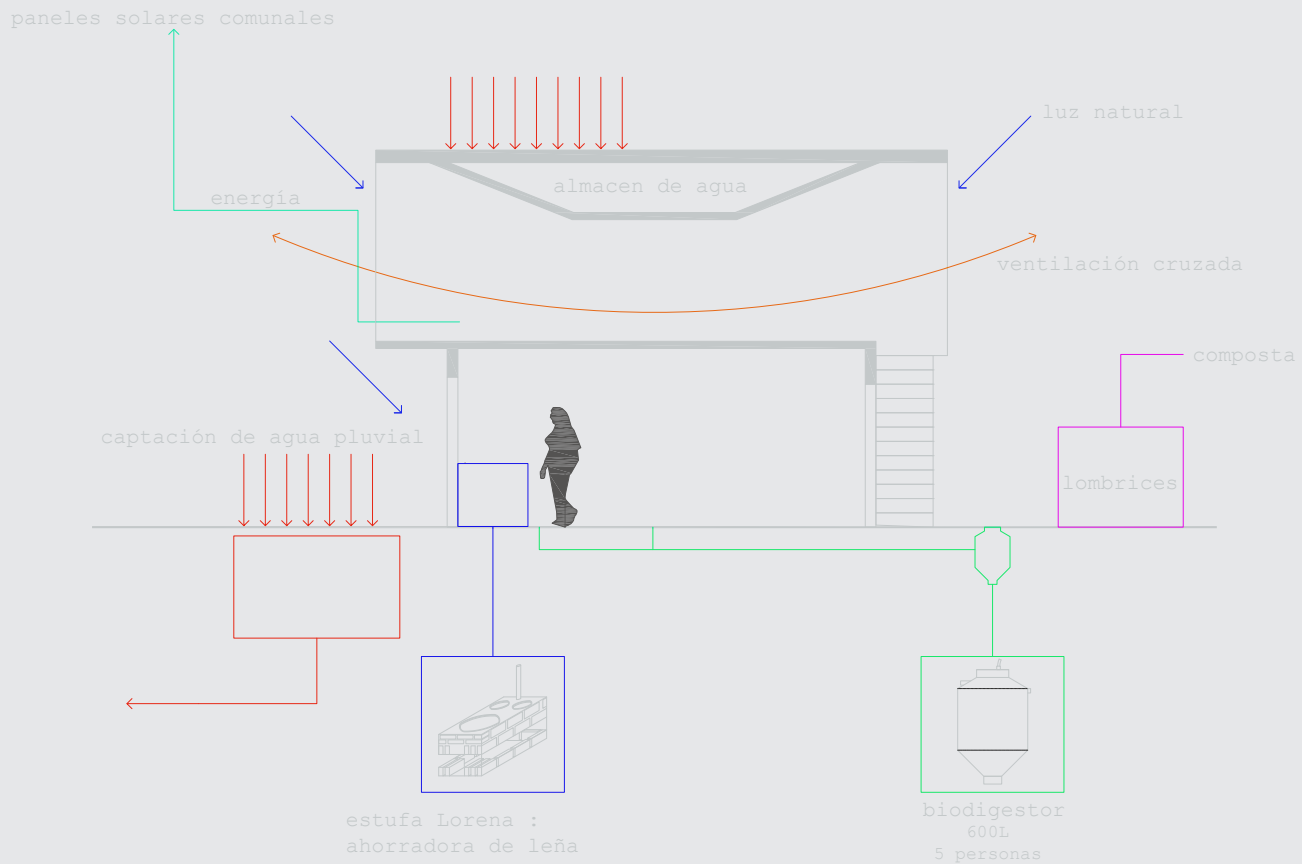 paneles solares comunales
luz natural
almacen de agua
energía
ventilación cruzada
composta
captación de agua pluvial
lombrices
estufa Lorena :
ahorradora de leña
biodigestor
600L
5 personas